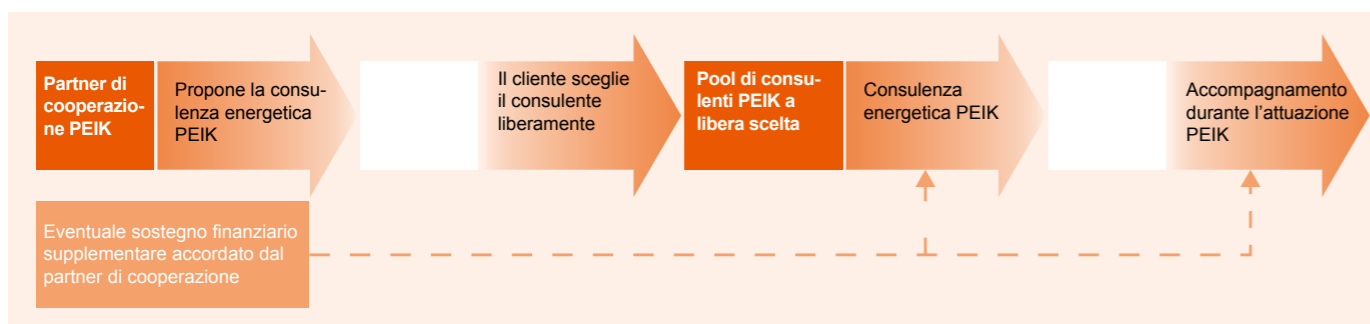 Partner di
cooperazio-
ne PEIK
Propone la consu-
lenza energetica
PEIK
Il cliente sceglie
il consulente
liberamente
Pool di consu-
lenti PEIK a
libera scelta
Consulenza
energetica PEIK
Accompagnamento
durante l’attuazione
PEIK
Eventuale sostegno finanziario
supplementare accordato dal
partner di cooperazione